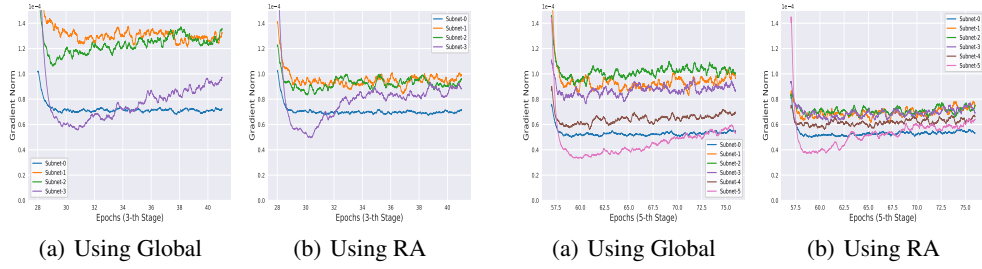 1e−4
1.4
1.2
1.0
0.8
0.6
0.4
0.2
0.0
Gradient Norm
Subnet-0
Subnet-1
Subnet-2
Subnet-3
28 30 32 34 36 38 40
Epochs (3-th Stage)
(a) Using Global
1e−4
1.4
1.2
1.0
0.8
0.6
0.4
0.2
0.0
Gradient Norm
Subnet-0
Subnet-1
Subnet-2
Subnet-3
28 30 32 34 36 38 40
Epochs (3-th Stage)
(b) Using RA
1e−4
1.4
1.2
1.0
0.8
0.6
0.4
0.2
0.0
Gradient Norm
Subnet-0
Subnet-1
Subnet-2
Subnet-3
Subnet-4
Subnet-5
57.5 60.0 62.5 65.0 67.5 70.0 72.5 75.0
Epochs (5-th Stage)
(a) Using Global
1e−4
1.4
1.2
1.0
0.8
0.6
0.4
0.2
0.0
Gradient Norm
Subnet-0
Subnet-1
Subnet-2
Subnet-3
Subnet-4
Subnet-5
57.5 60.0 62.5 65.0 67.5 70.0 72.5 75.0
Epochs (5-th Stage)
(b) Using RA